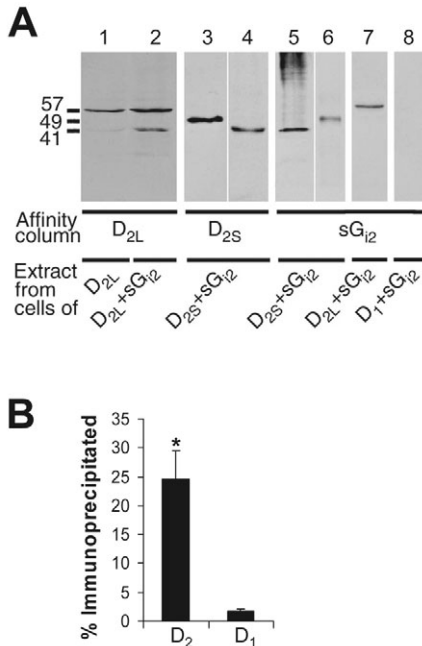 A
1 2 3 4 5 6 7 8
57
49
41
Affinity column D2L D2S sGi2
Extract from cells of D2L D2L+sGi2 D2S+sGi2 D2S+sGi2 D2L+sGi2 D1+sGi2
B
% Immunoprecipitated
35
30
25
20
15
10
5
0
*
D2 D1